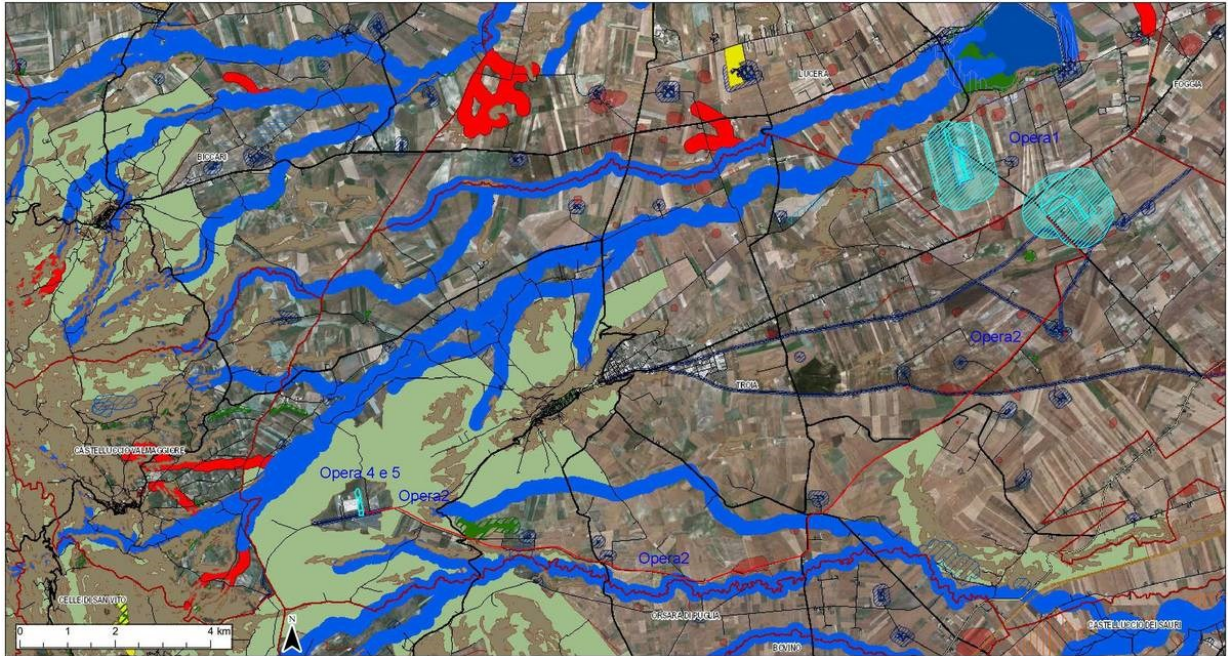 LUCERA
FOGGIA
Opera1
BICCARI
Opera2
TROIA
CASTELLUCCIO VALMAGGIORE
Opera 4 e 5
Opera2
Opera2
CELLE DI SAN VITO
ORSARA DI PUGLIA
CASTELLUCCIO DEI SAURI
BOVINO
0 1 2 4 km
N